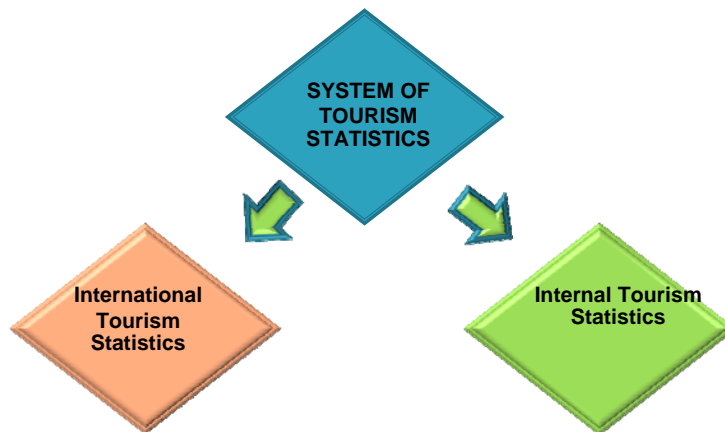 SYSTEM OF
TOURISM
STATISTICS
International
Tourism
Statistics
Internal Tourism
Statistics